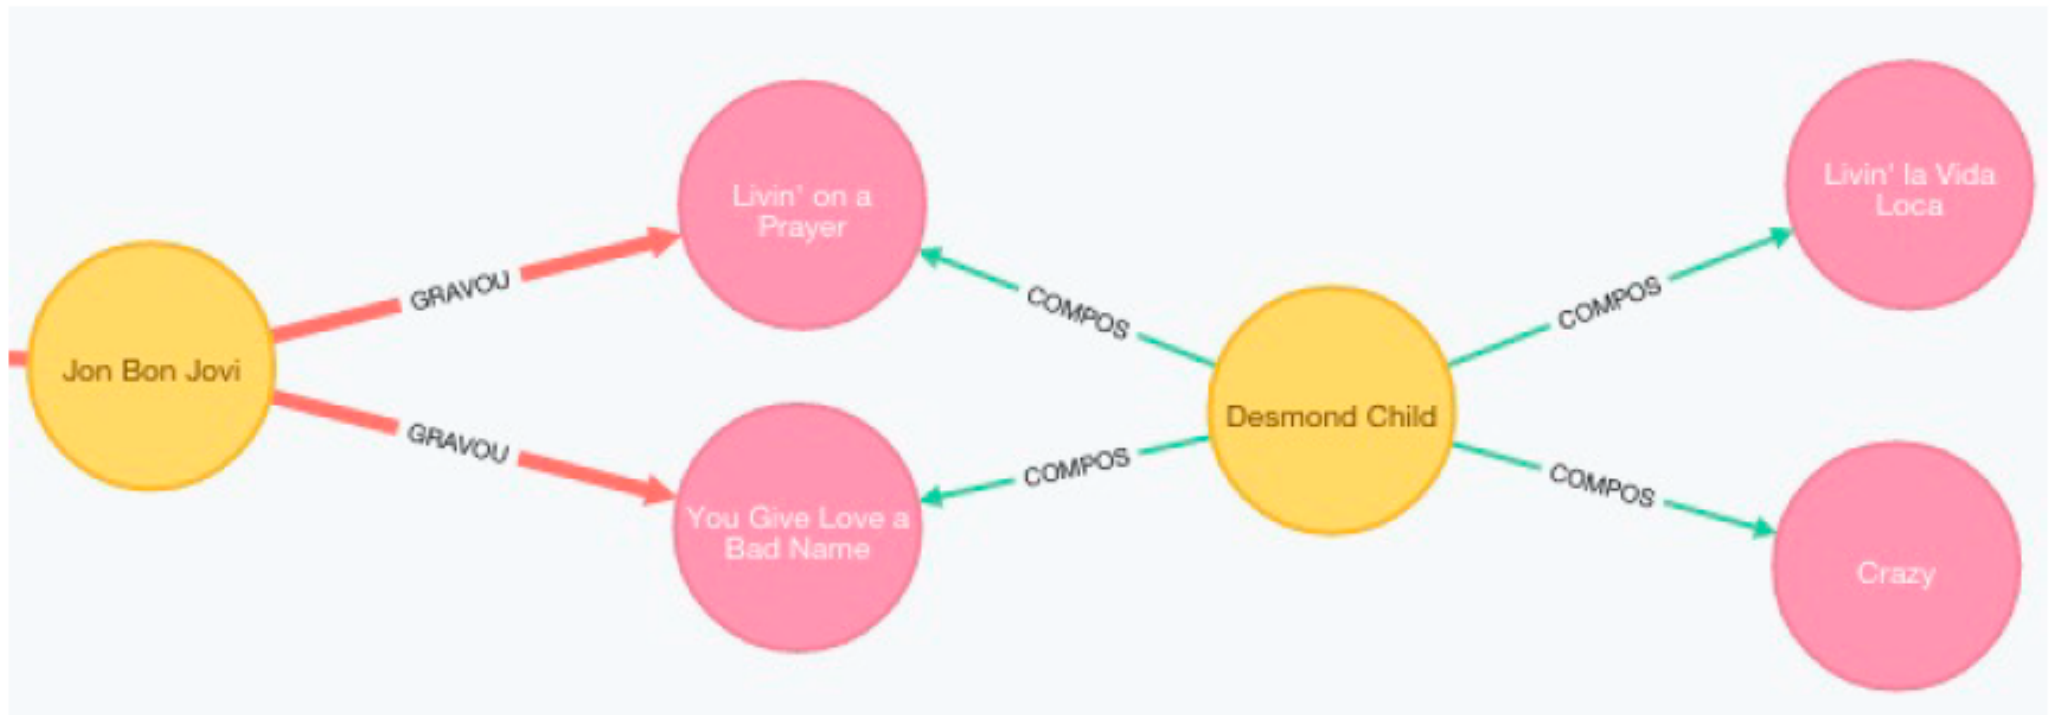 Jon Bon Jovi
GRAVOU
GRAVOU
Livin' on a
Prayer
You Give Love a
Bad Name
COMPOS
COMPOS
Desmond Child
COMPOS
COMPOS
Livin' la Vida
Loca
Crazy